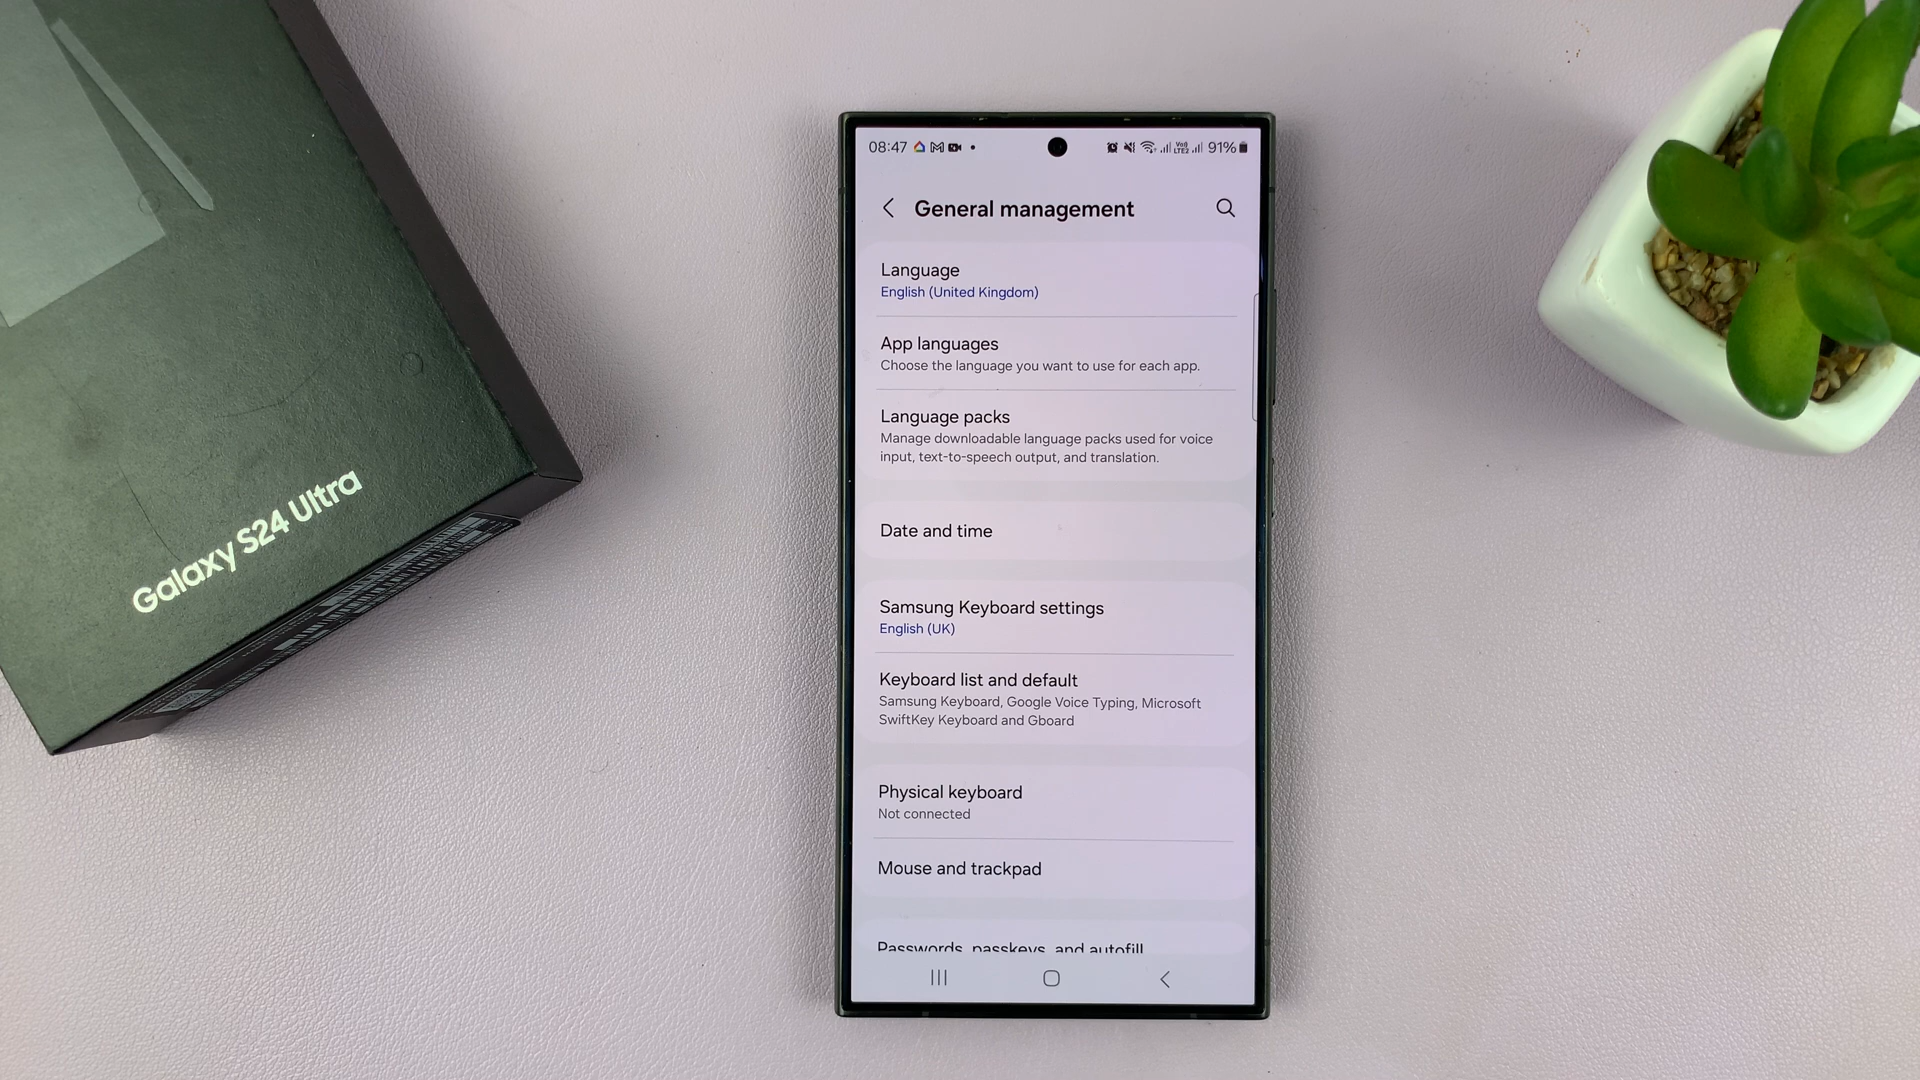 Galaxy S24 Ultra
08:47
91%
General management
Language
English (United Kingdom)
App languages
Choose the language you want to use for each app.
Language packs
Manage downloadable language packs used for voice
input, text-to-speech output, and translation.
Date and time
Samsung Keyboard settings
English (UK)
Keyboard list and default
Samsung Keyboard, Google Voice Typing, Microsoft
SwiftKey Keyboard and Gboard
Physical keyboard
Not connected
Mouse and trackpad
Passwords, passkeys, and autofill